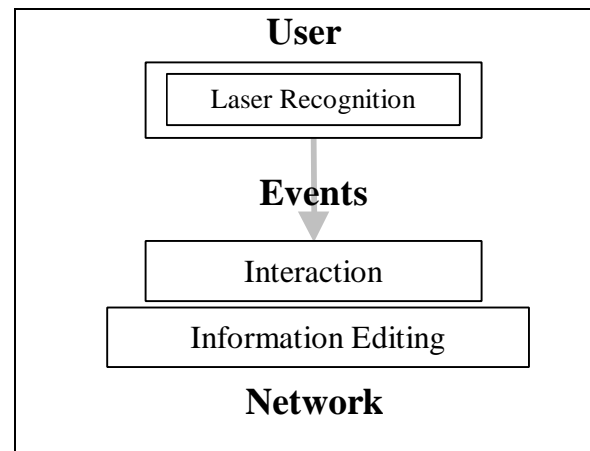 User
Laser Recognition
Events
Interaction
Information Editing
Network